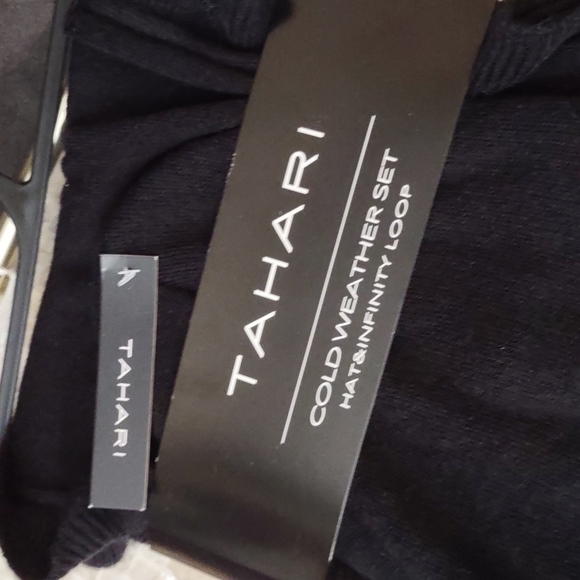 TAHARI
COLD WEATHER SET
HAT&INFINITY LOOP
TAHARI